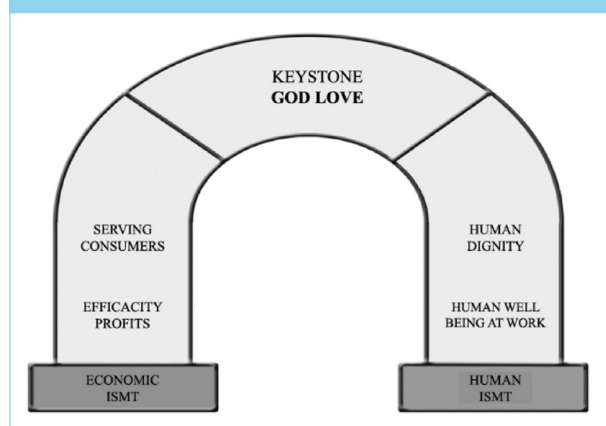 KEYSTONE
GOD LOVE
SERVING
CONSUMERS
EFFICACITY
PROFITS
ECONOMIC
ISMT
HUMAN
DIGNITY
HUMAN WELL
BEING AT WORK
HUMAN
ISMT